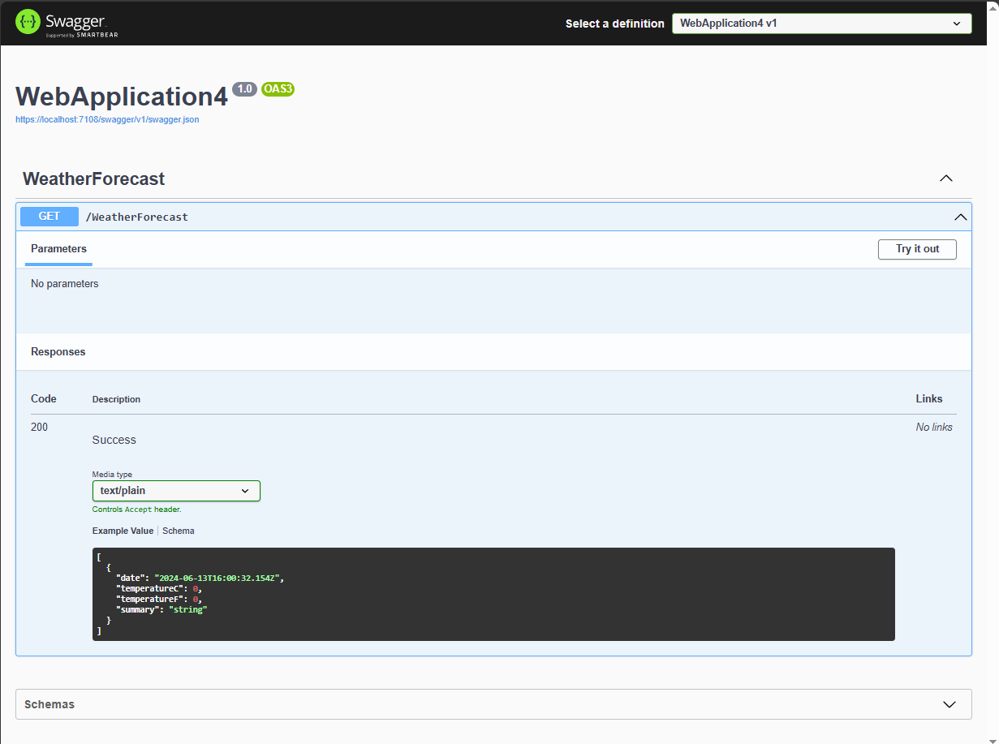 Swagger
Supported by SMARTBEAR
Select a definition
WebApplication4 v1
WebApplication4 1.0 OAS3
https://localhost:7108/swagger/v1/swagger.json
WeatherForecast
GET /WeatherForecast
Parameters
Try it out
No parameters
Responses
Code Description Links
200 No links
Success
Media type
text/plain
Controls Accept header.
Example Value Schema
[
  {
    "date": "2024-06-13T16:00:32.154Z",
    "temperatureC": 0,
    "temperatureF": 0,
    "summary": "string"
  }
]
Schemas